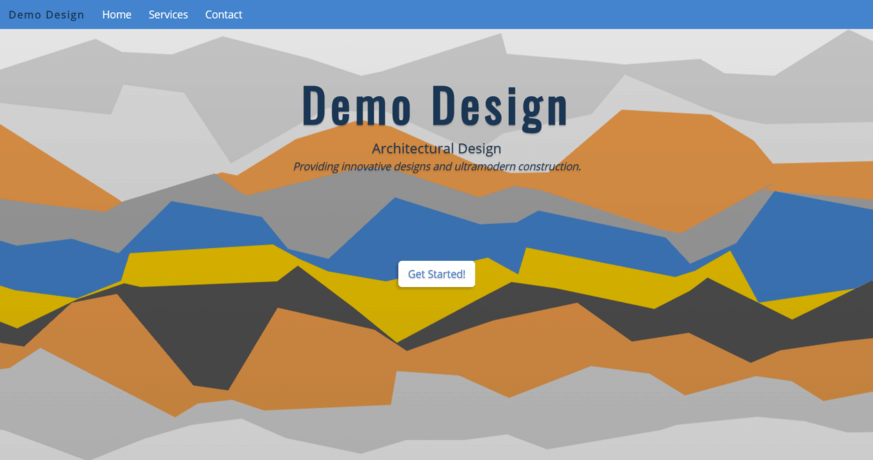 Demo Design Home Services Contact
Demo Design
Architectural Design
Providing innovative designs and ultramodern construction.
Get Started!